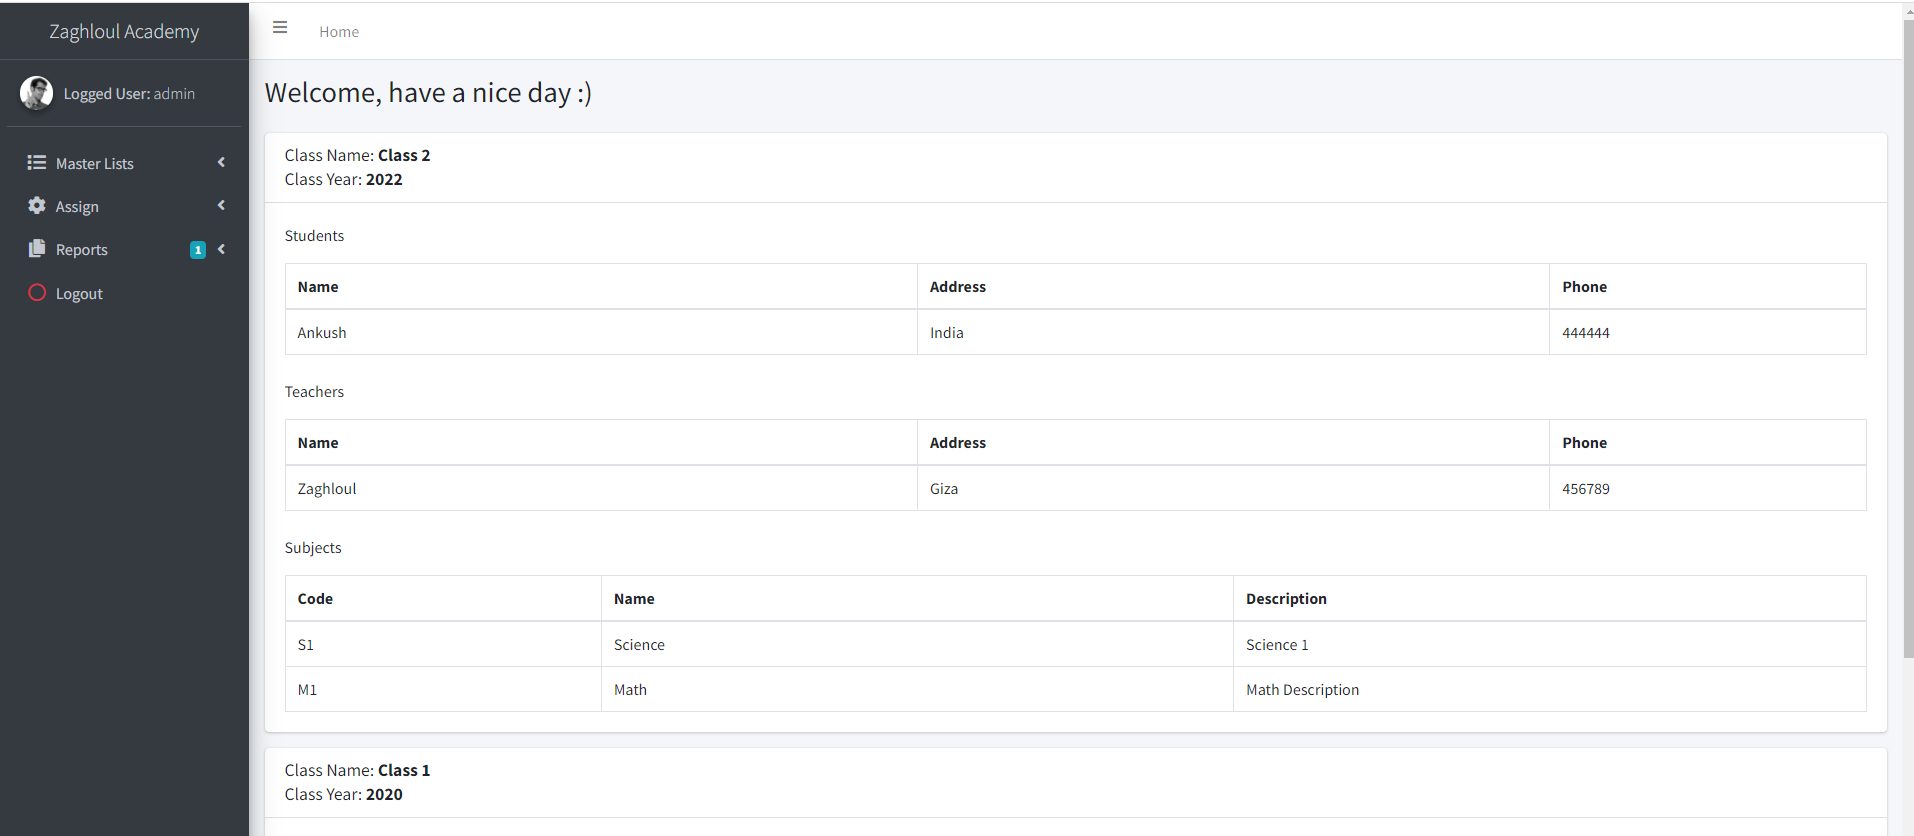 Zaghloul Academy
Home
Logged User: admin
Master Lists
Assign
Reports 1
Logout
Welcome, have a nice day :)
Class Name: Class 2
Class Year: 2022
Students
Name Address Phone
Ankush India 444444
Teachers
Name Address Phone
Zaghloul Giza 456789
Subjects
Code Name Description
S1 Science Science 1
M1 Math Math Description
Class Name: Class 1
Class Year: 2020